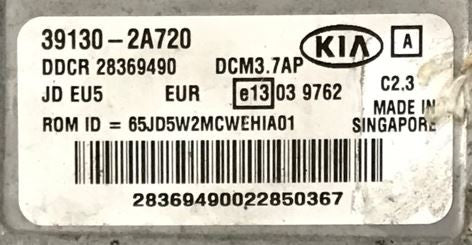 39130-2A720 KIA A
DDCR 28369490 DCM3.7AP
JD EU5 EUR e13 03 9762 C2.3
MADE IN
ROM ID = 65JD5W2MCWEHIA01 SINGAPORE
28369490022850367